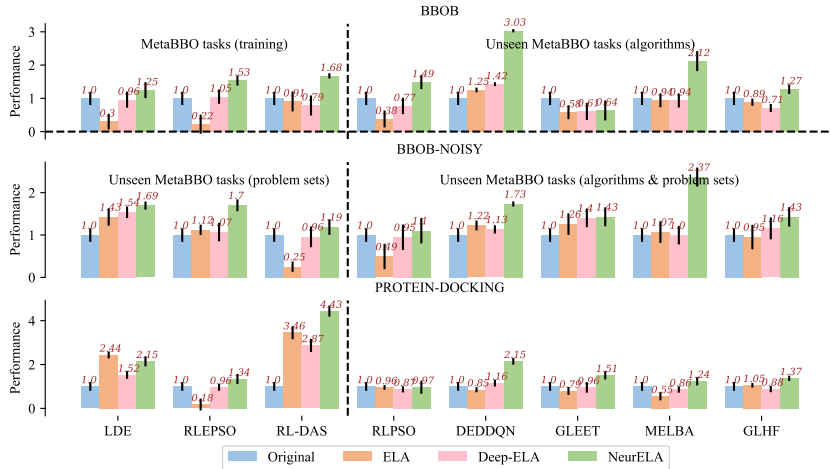 BBOB
MetaBBO tasks (training)
Unseen MetaBBO tasks (algorithms)
Performance
3
2
1
0
1.0 0.3 0.96 1.25
1.0 0.22 1.05 1.53
1.0 0.91 0.79 1.68
1.0 0.38 0.77 1.49
1.0 1.25 1.42 3.03
1.0 0.58 0.61 0.64
1.0 0.94 0.94 2.12
1.0 0.89 0.71 1.27
BBOB-NOISY
Unseen MetaBBO tasks (problem sets)
Unseen MetaBBO tasks (algorithms & problem sets)
Performance
2
1
0
1.0 1.43 1.54 1.69
1.0 1.12 1.07 1.7
1.0 0.25 0.96 1.19
1.0 0.49 0.95 1.1
1.0 1.22 1.13 1.73
1.0 1.26 1.4 1.43
1.0 1.07 1.0 2.37
1.0 0.95 1.16 1.43
PROTEIN-DOCKING
Performance
4
2
0
1.0 2.44 1.52 2.15
1.0 0.18 0.96 1.34
1.0 3.46 2.87 4.43
1.0 0.96 0.87 0.97
1.0 0.85 1.16 2.15
1.0 0.79 0.96 1.51
1.0 0.55 0.86 1.24
1.0 1.05 0.88 1.37
LDE RLEPSO RL-DAS RLPSO DEDDQN GLEET MELBA GLHF
Original ELA Deep-ELA NeurELA